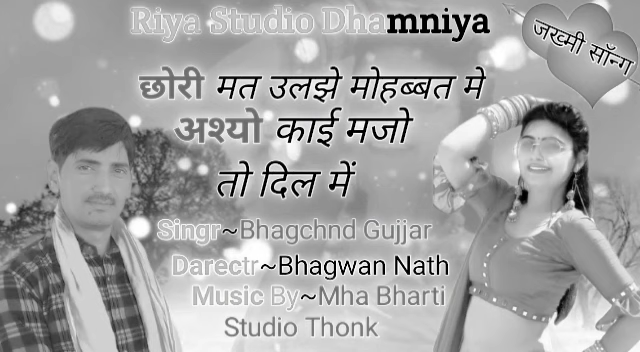 Riya Studio Dhamniya
जख्मी सॉन्ग
छोरी मत उलझे मोहब्बत मे
अश्यो काई मजो
तो दिल में
Singr~Bhagchnd Gujjar
Darectr~Bhagwan Nath
Music By~Mha Bharti
Studio Thonk